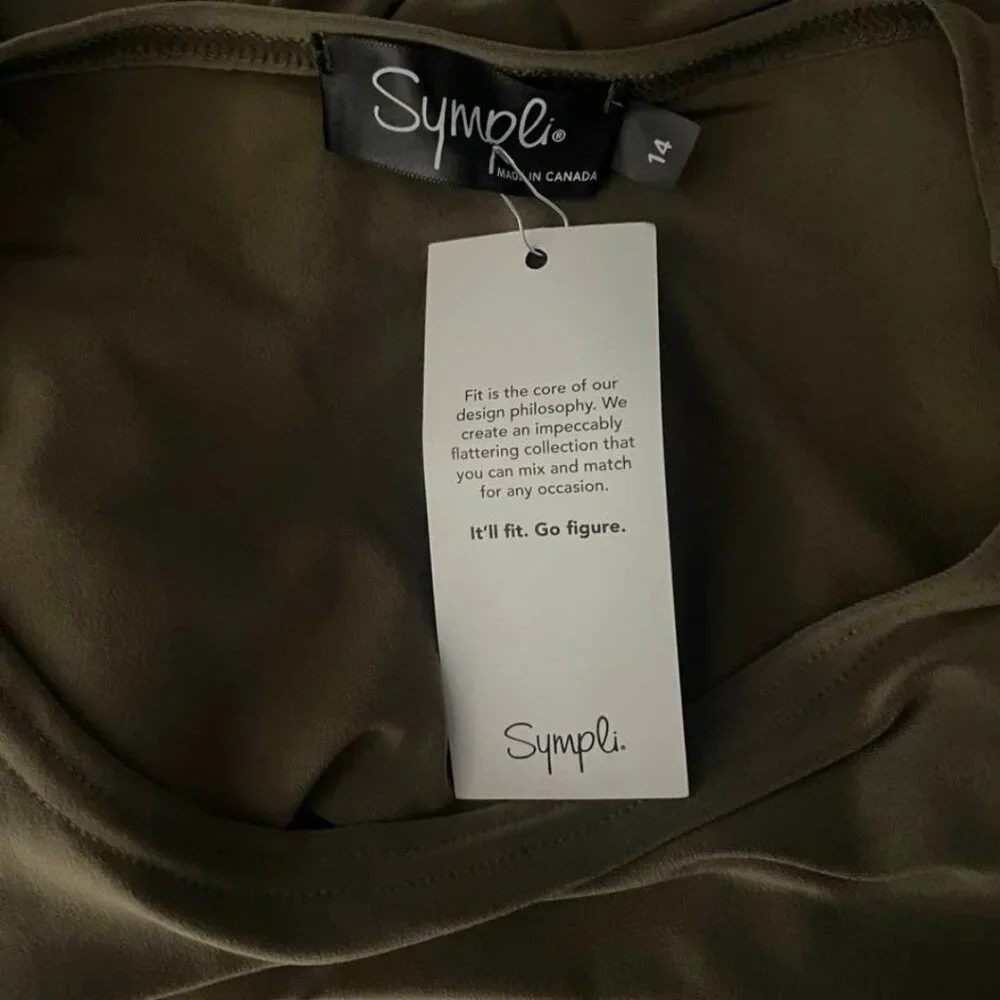 Sympli®
MADE IN CANADA
14
Fit is the core of our
design philosophy. We
create an impeccably
flattering collection that
you can mix and match
for any occasion.
It'll fit. Go figure.
Sympli.